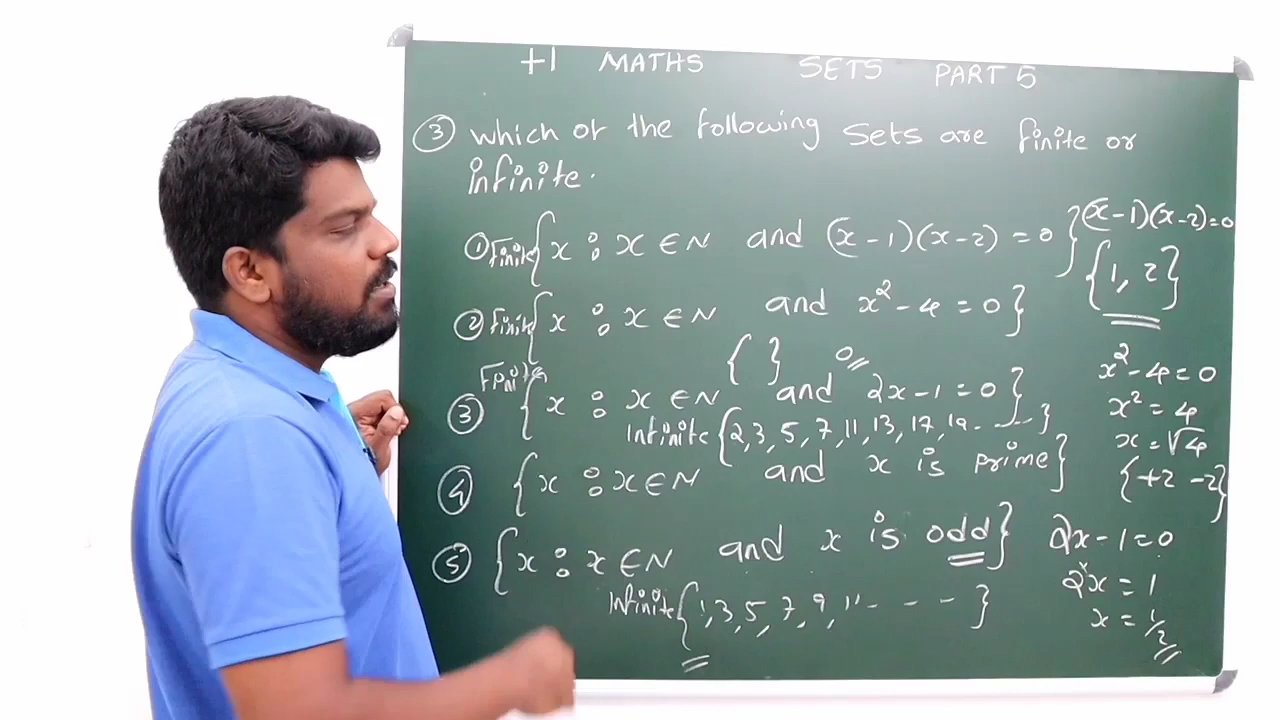 +1 MATHS SETS PART 5
③ Which of the following Sets are finite or
infinite.
① Finite {x : x ∈ N and (x-1)(x-2) = 0}
(x-1)(x-2)=0
{1, 2}
② Finite {x : x ∈ N and x² - 4 = 0}
x² - 4 = 0
x² = 4
x = √4
{+2 -2}
{ } 0
Finite
③ {x : x ∈ N and 2x - 1 = 0}
2x - 1 = 0
2x = 1
x = 1/2
Infinite {2, 3, 5, 7, 11, 13, 17, 19 - - - - }
④ {x : x ∈ N and x is prime}
⑤ {x : x ∈ N and x is odd}
Infinite {1, 3, 5, 7, 9, 11 - - - }